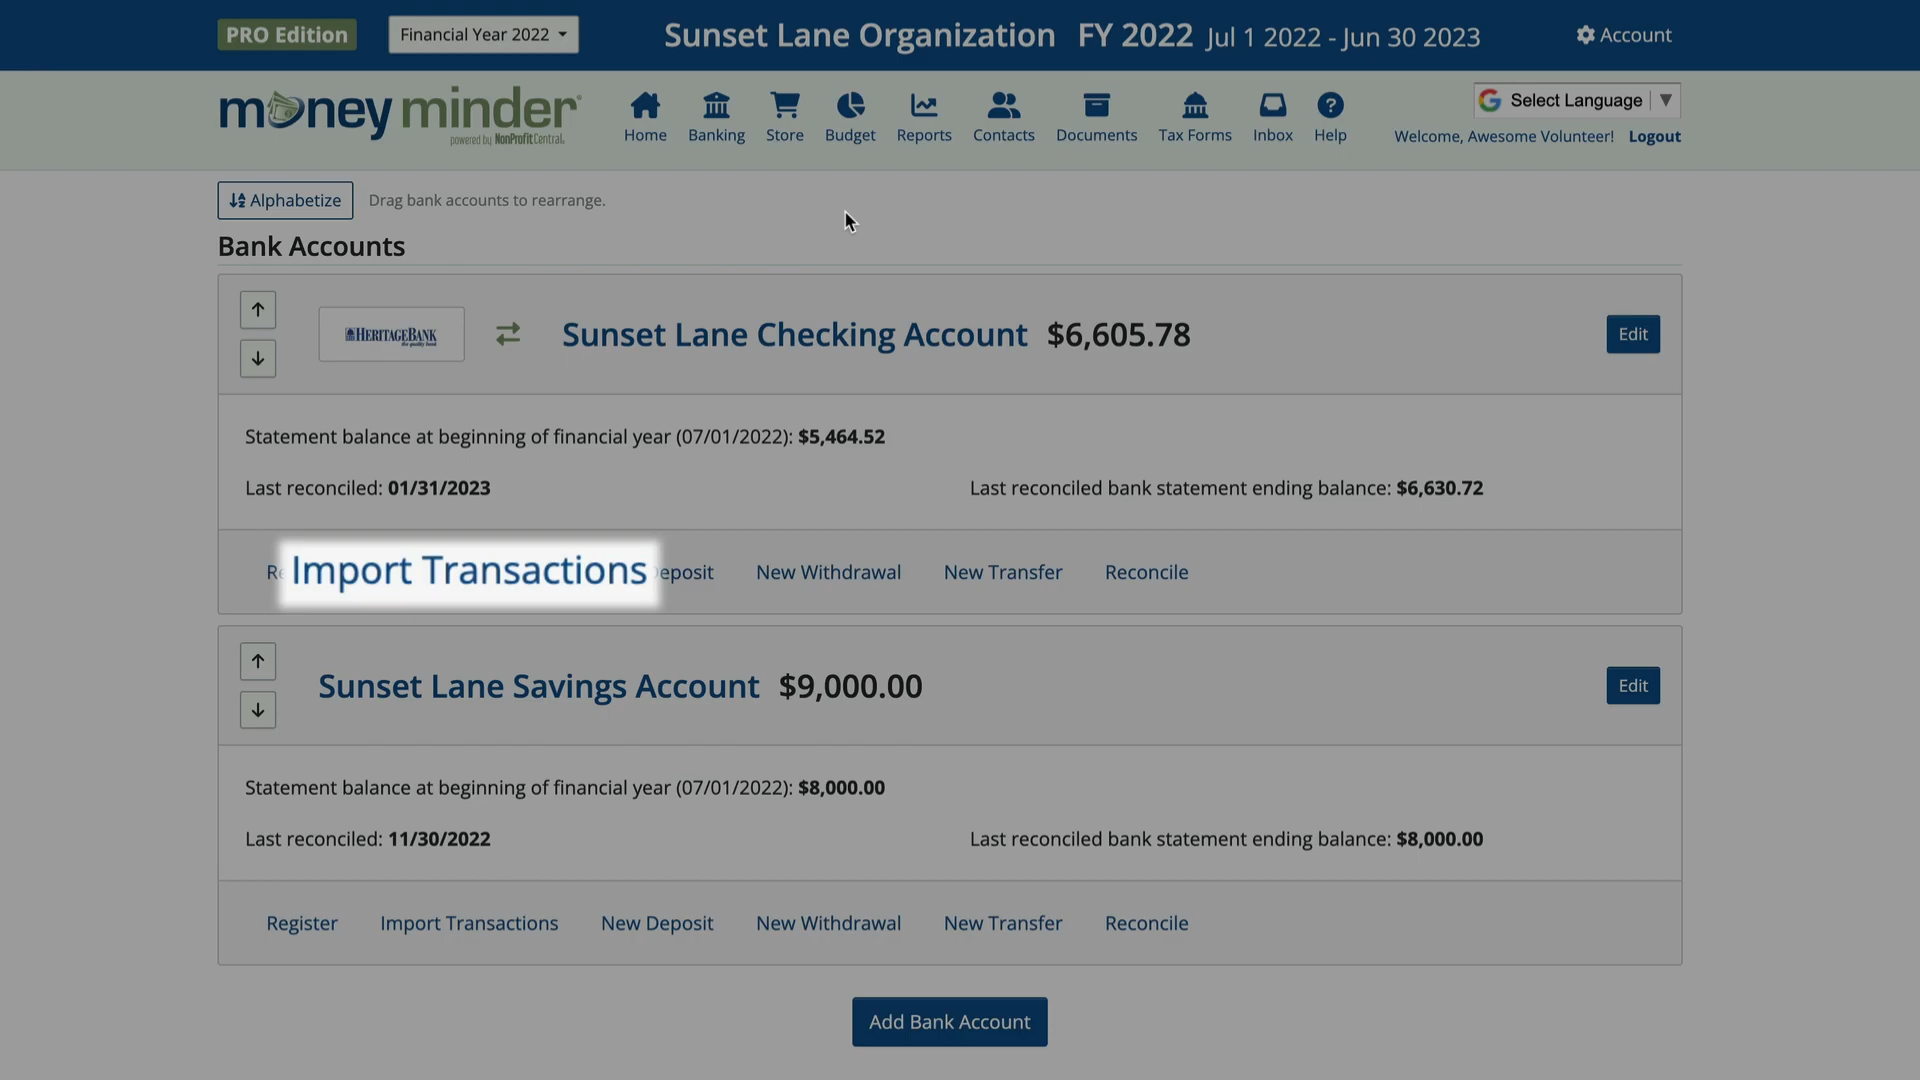 PRO Edition
Financial Year 2022
Sunset Lane Organization FY 2022 Jul 1 2022 - Jun 30 2023
Account
money minder
powered by NonProfitCentral.
Home
Banking
Store
Budget
Reports
Contacts
Documents
Tax Forms
Inbox
Help
Select Language
Welcome, Awesome Volunteer! Logout
Alphabetize
Drag bank accounts to rearrange.
Bank Accounts
HERITAGE BANK
the quality bank
Sunset Lane Checking Account $6,605.78
Edit
Statement balance at beginning of financial year (07/01/2022): $5,464.52
Last reconciled: 01/31/2023
Last reconciled bank statement ending balance: $6,630.72
Import Transactions
eposit
New Withdrawal
New Transfer
Reconcile
Sunset Lane Savings Account $9,000.00
Edit
Statement balance at beginning of financial year (07/01/2022): $8,000.00
Last reconciled: 11/30/2022
Last reconciled bank statement ending balance: $8,000.00
Register
Import Transactions
New Deposit
New Withdrawal
New Transfer
Reconcile
Add Bank Account